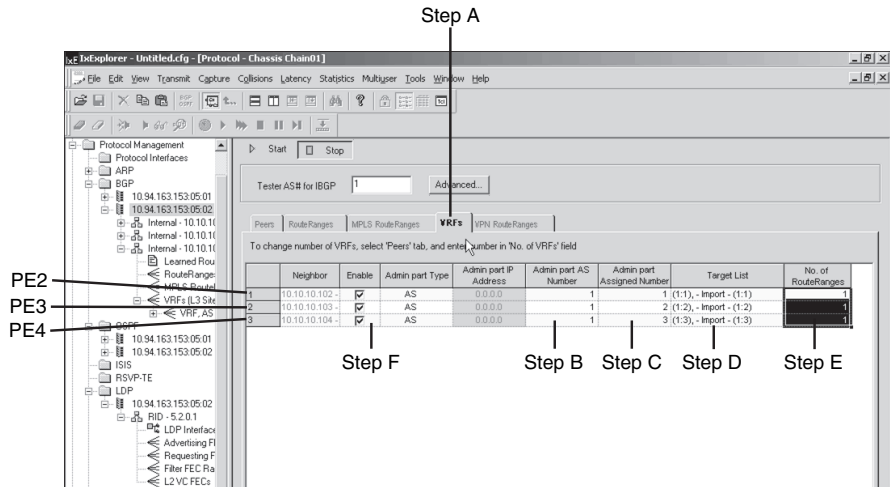 Step A
IxE IxExplorer - Untitled.cfg - [Protocol - Chassis Chain01]
File Edit View Transmit Capture Collisions Latency Statistics Multiuser Tools Window Help
Protocol Management
Protocol Interfaces
ARP
BGP
10.94.163.153:05:01
10.94.163.153:05:02
Internal - 10.10.10
Internal - 10.10.10
Internal - 10.10.10
Learned Rou
RouteRange
MPLS Routel
VRFs (L3 Site
VRF, AS
OSPF
10.94.163.153:05:01
10.94.163.153:05:02
ISIS
RSVP-TE
LDP
10.94.163.153:05:02
RID - 5.2.0.1
LDP Interface
Advertising F
Requesting F
Filter FEC Ra
L2 VC FECs
Start Stop
Tester AS# for IBGP 1 Advanced...
Peers RouteRanges MPLS RouteRanges VRFs VPN RouteRanges
To change number of VRFs, select 'Peers' tab, and enter number in 'No. of VRFs' field
Neighbor Enable Admin part Type Admin part IP Address Admin part AS Number Admin part Assigned Number Target List No. of RouteRanges
PE2 1 10.10.10.102 - AS 0.0.0.0 1 1 (1:1), - Import - (1:1) 1
PE3 2 10.10.10.103 - AS 0.0.0.0 1 2 (1:2), - Import - (1:2) 1
PE4 3 10.10.10.104 - AS 0.0.0.0 1 3 (1:3), - Import - (1:3) 1
Step F Step B Step C Step D Step E